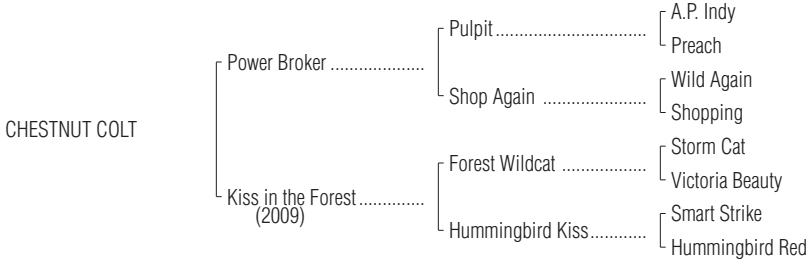 A.P. Indy
Pulpit..............................
Preach
Power Broker ....................
Wild Again
Shop Again ......................
Shopping
CHESTNUT COLT
Storm Cat
Forest Wildcat ..................
Victoria Beauty
Kiss in the Forest..............
(2009)
Smart Strike
Hummingbird Kiss............
Hummingbird Red